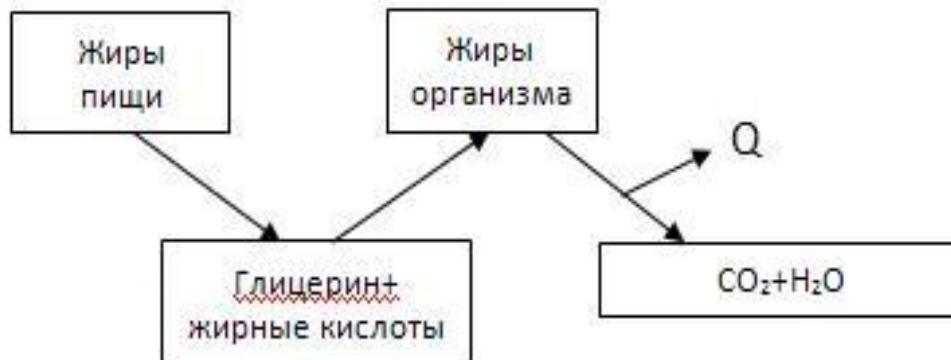 Жиры
пищи
Жиры
организма
Q
Глицерин+
жирные кислоты
CO₂+H₂O